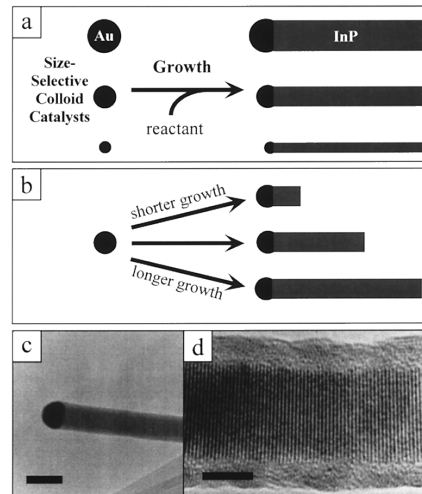 a
Au
InP
Size-
Selective
Colloid
Catalysts
Growth
reactant
b
shorter growth
longer growth
c
d